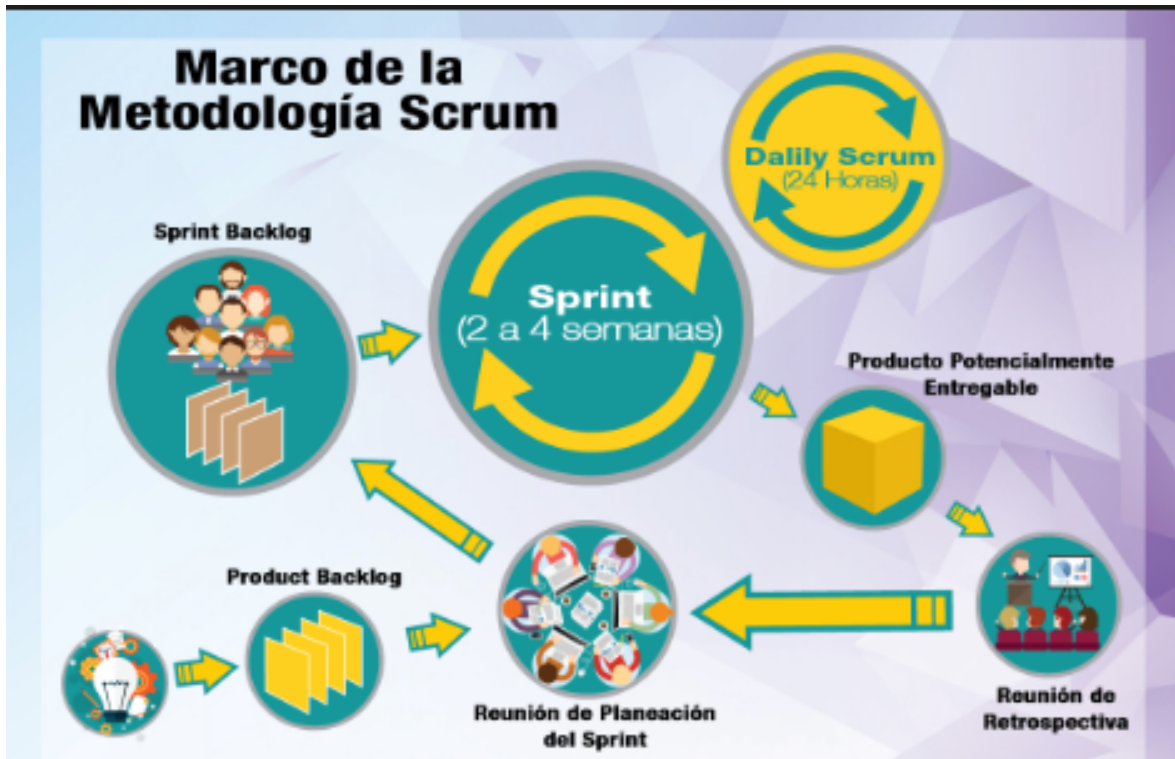 Marco de la
Metodología Scrum
Dalily Scrum
(24 Horas)
Sprint Backlog
Sprint
(2 a 4 semanas)
Producto Potencialmente
Entregable
Product Backlog
Reunión de Planeación
del Sprint
Reunión de
Retrospectiva